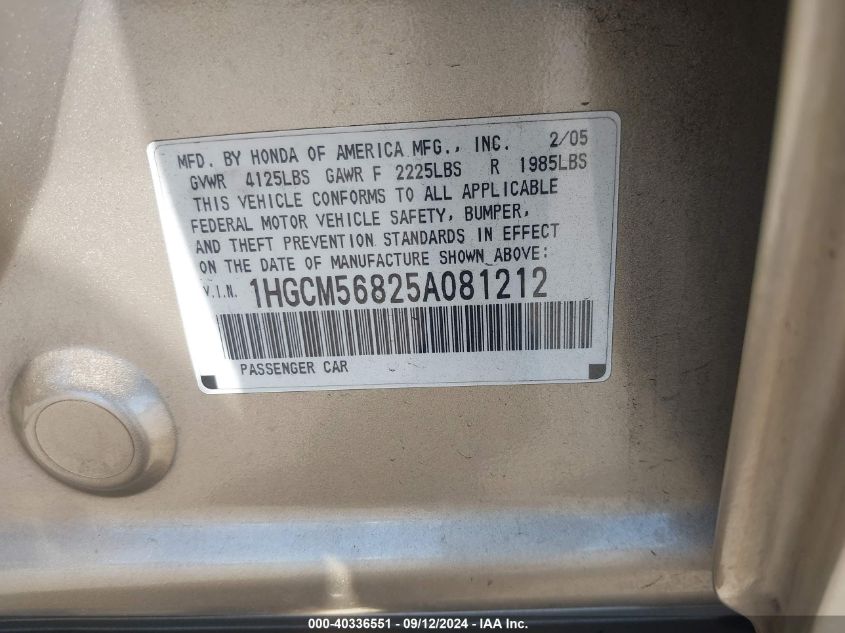 MFD. BY HONDA OF AMERICA MFG., INC. 2/05
GVWR 4125LBS GAWR F 2225LBS R 1985LBS
THIS VEHICLE CONFORMS TO ALL APPLICABLE
FEDERAL MOTOR VEHICLE SAFETY, BUMPER,
AND THEFT PREVENTION STANDARDS IN EFFECT
ON THE DATE OF MANUFACTURE SHOWN ABOVE:
V.I.N. 1HGCM56825A081212
PASSENGER CAR
000-40336551 - 09/12/2024 - IAA Inc.